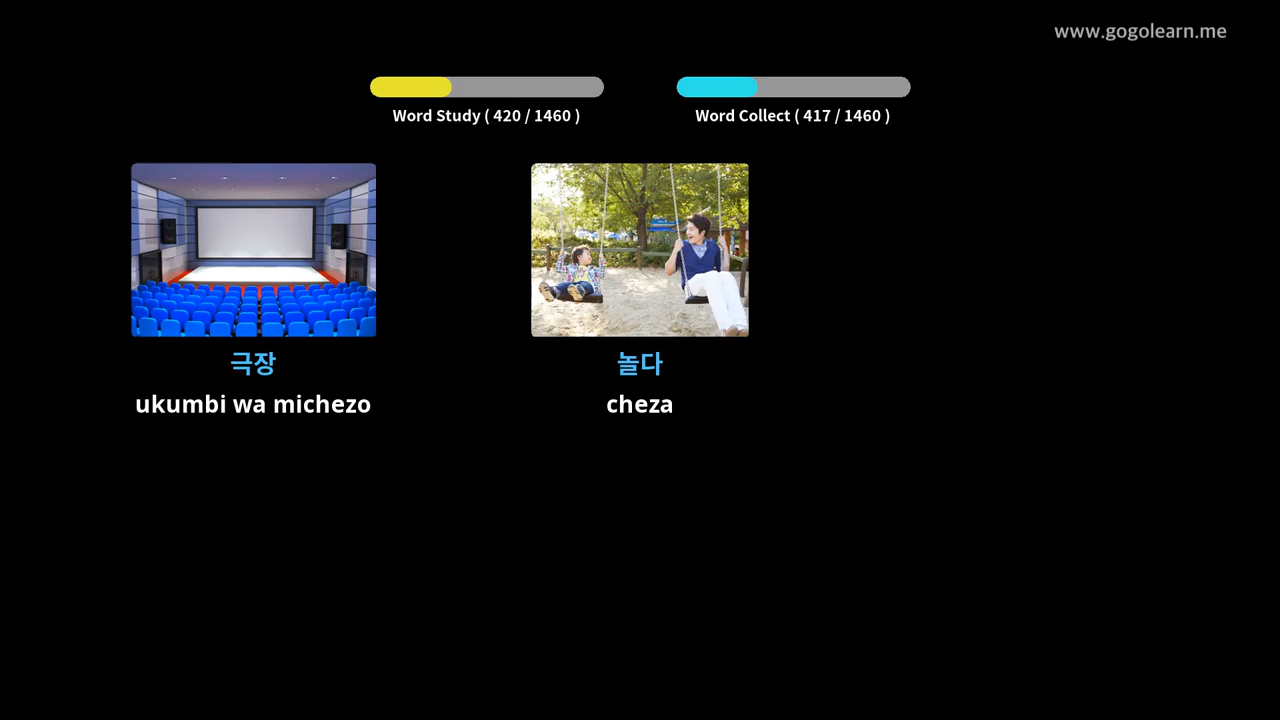 www.gogolearn.me
Word Study ( 420 / 1460 )
Word Collect ( 417 / 1460 )
극장
ukumbi wa michezo
놀다
cheza